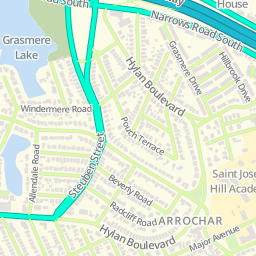 House
Road South
Narrows Road South
Grasmere
Lake
Hylan Boulevard
Grasmere Drive
Hillbrook Drive
Windermere Road
Pouch Terrace
Steuben Street
Allendale Road
Beverly Road
Saint Jose
Hill Acade
Radcliff Road
ARROCHAR
Hylan Boulevard
Major Avenue